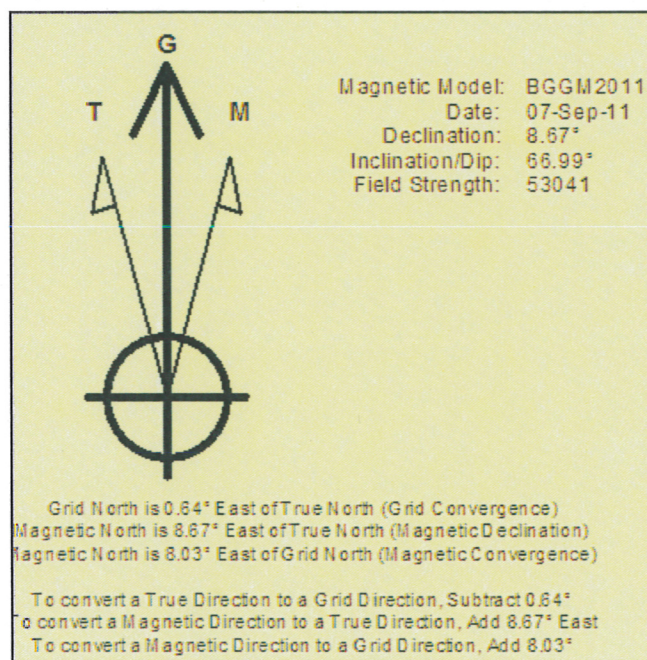 G
T
M
Magnetic Model: BGGM2011
Date: 07-Sep-11
Declination: 8.67°
Inclination/Dip: 66.99°
Field Strength: 53041
Grid North is 0.64° East of True North (Grid Convergence)
Magnetic North is 8.67° East of True North (Magnetic Declination)
Magnetic North is 8.03° East of Grid North (Magnetic Convergence)
To convert a True Direction to a Grid Direction, Subtract 0.64°
To convert a Magnetic Direction to a True Direction, Add 8.67° East
To convert a Magnetic Direction to a Grid Direction, Add 8.03°